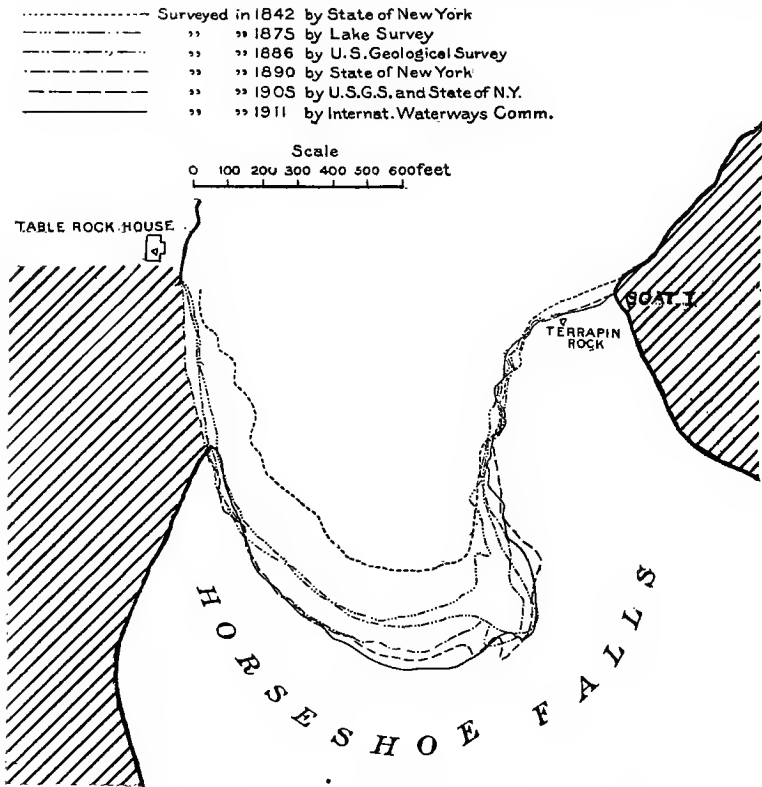 Surveyed in 1842 by State of New York
,, ,, 1875 by Lake Survey
,, ,, 1886 by U.S. Geological Survey
,, ,, 1890 by State of New York
,, ,, 1905 by U.S.G.S. and State of N.Y.
,, ,, 1911 by Internat. Waterways Comm.
Scale
0 100 200 300 400 500 600 feet
TABLE ROCK HOUSE
GOAT I.
TERRAPIN
ROCK
HORSESHOE FALLS